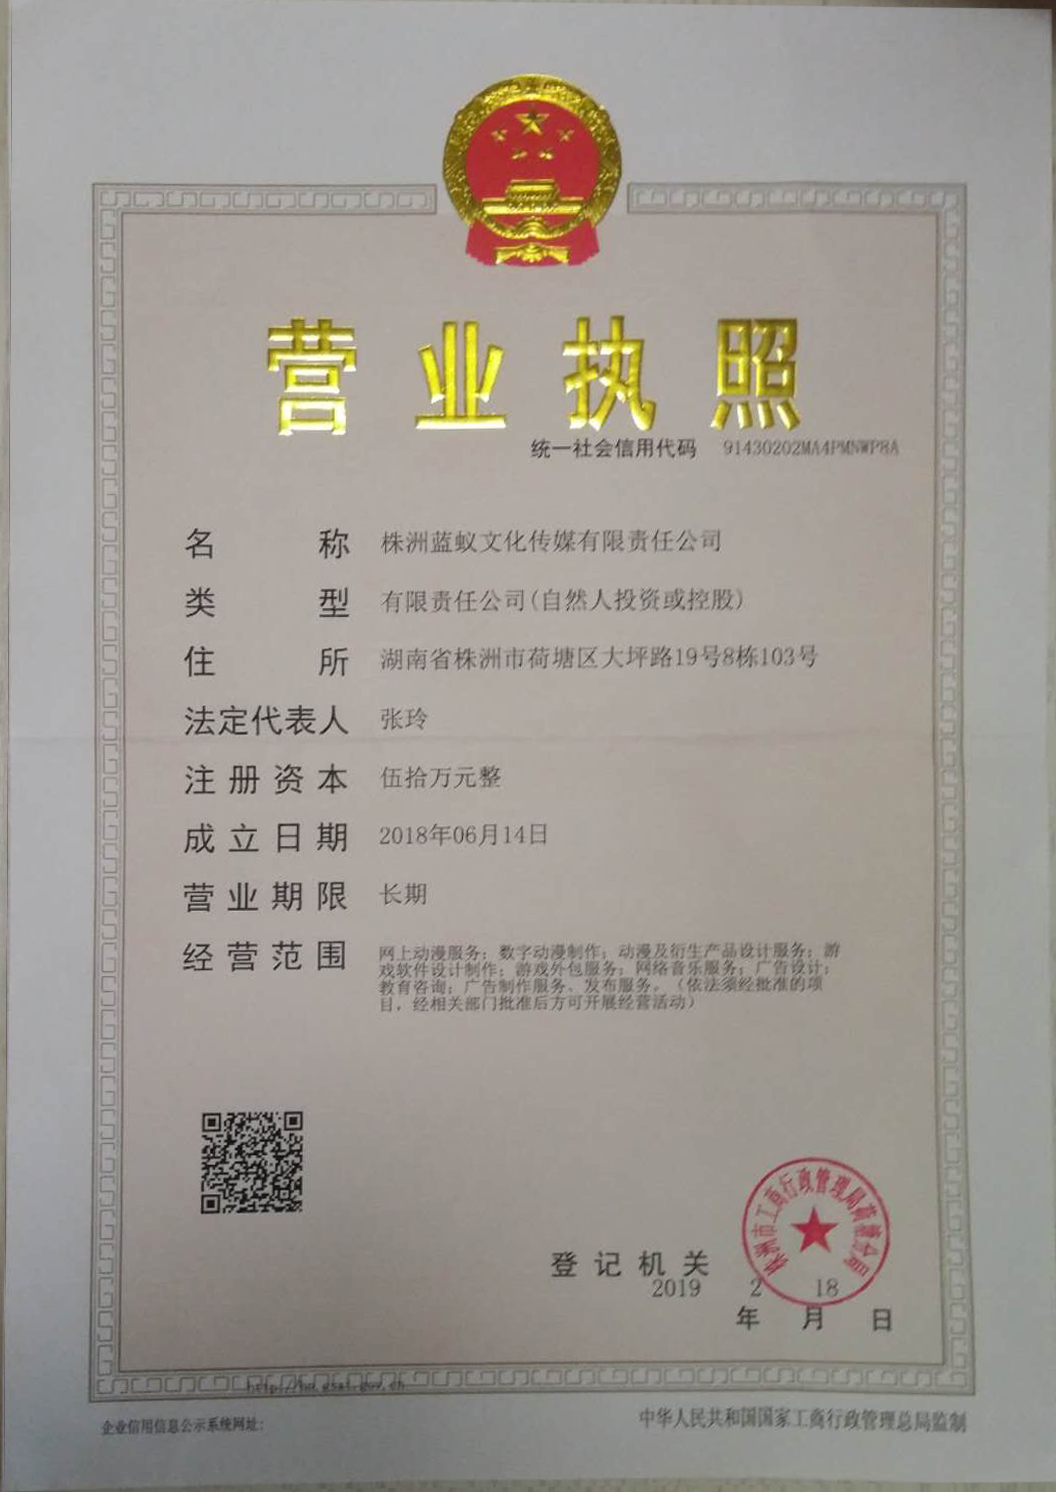 营业执照
统一社会信用代码 91430202MA4PMNWP8A
名称 株洲蓝蚁文化传媒有限责任公司
类型 有限责任公司(自然人投资或控股)
住所 湖南省株洲市荷塘区大坪路19号8栋103号
法定代表人 张玲
注册资本 伍拾万元整
成立日期 2018年06月14日
营业期限 长期
经营范围 网上动漫服务；数字动漫制作；动漫及衍生产品设计服务；游
戏软件设计制作；游戏外包服务；网络音乐服务；广告设计；
教育咨询；广告制作服务、发布服务。（依法须经批准的项
目，经相关部门批准后方可开展经营活动）
株洲市工商行政管理局荷塘分局
登记机关
2019 2 18
年 月 日
企业信用信息公示系统网址：
中华人民共和国国家工商行政管理总局监制